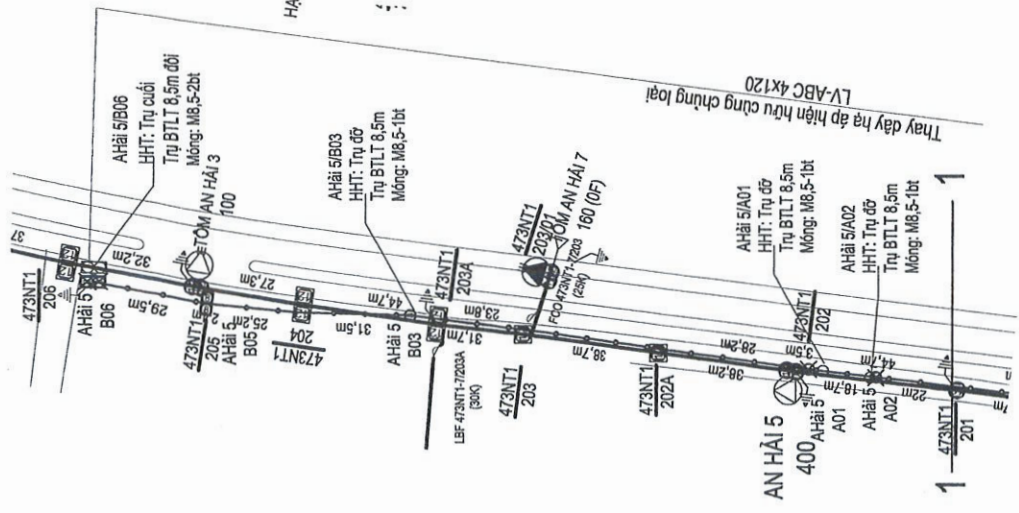 AHải 5/B06
HHT: Trụ cuối
Trụ BTLT 8,5m đôi
Móng: M8,5-2bt
37
473NT1
206
32,2m
AHải 5
B06
TÔM AN HẢI 3
100
29,5m
473NT1
205
AHải 5
B05
25,2m
27,3m
473NT1
204
AHải 5/B03
HHT: Trụ đỡ
Trụ BTLT 8,5m
Móng: M8,5-1bt
31,5m
44,7m
AHải 5
B03
473NT1
203A
LBF 473NT1-7/203A
(30K)
31,7m
23,8m
473NT1
203
473NT1
203/01
TÔM AN HẢI 7
160 (0F)
FCO 473NT1-7/203
(25K)
38,7m
473NT1
202A
Thay dây hạ áp hiện hữu cùng chủng loại
LV-ABC 4x120
28,2m
38,2m
AN HẢI 5
400
473NT1
202
3,5m
AHải 5
A01
AHải 5/A01
HHT: Trụ đỡ
Trụ BTLT 8,5m
Móng: M8,5-1bt
18,7m
44,7m
AHải 5
A02
AHải 5/A02
HHT: Trụ đỡ
Trụ BTLT 8,5m
Móng: M8,5-1bt
22m
473NT1
201
1
1